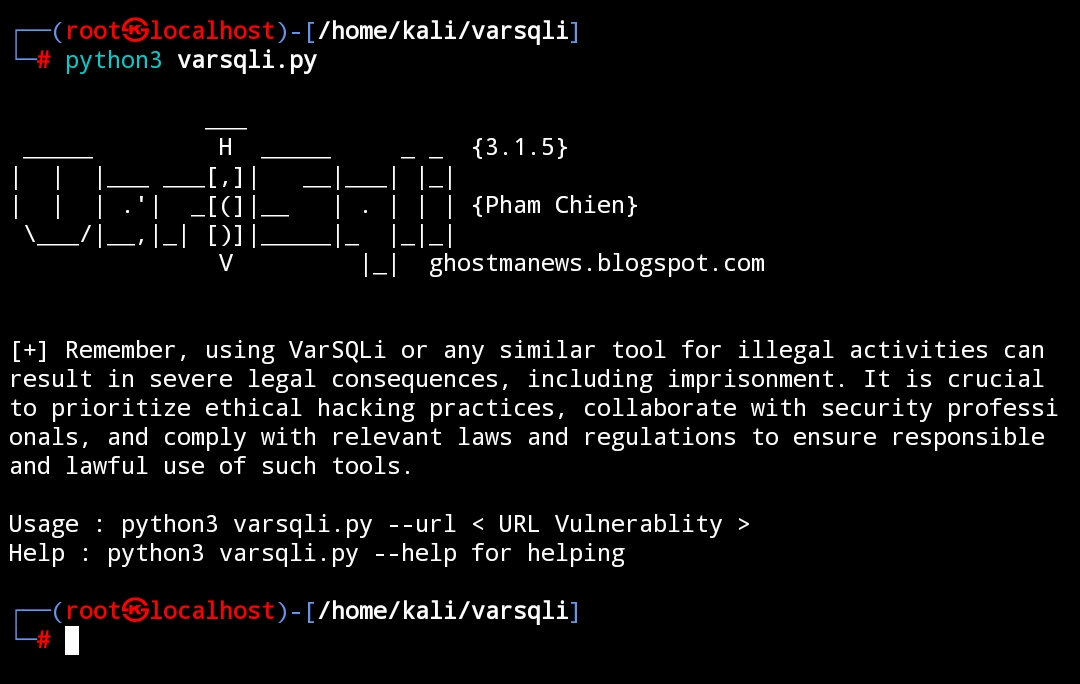 ┌──(root㉿localhost)-[/home/kali/varsqli]
└─# python3 varsqli.py
        ___
 _____         H  _____     _ _  {3.1.5}
|  |  |___ ___[,]|   __|___| |_|
|  |  | .'|  _[(]|__   | . | | | {Pham Chien}
 \___/|__,|_| [)]|_____|_  |_|_|
               V         |_|  ghostmanews.blogspot.com
[+] Remember, using VarSQLi or any similar tool for illegal activities can
result in severe legal consequences, including imprisonment. It is crucial
to prioritize ethical hacking practices, collaborate with security professi
onals, and comply with relevant laws and regulations to ensure responsible
and lawful use of such tools.
Usage : python3 varsqli.py --url < URL Vulnerablity >
Help : python3 varsqli.py --help for helping
┌──(root㉿localhost)-[/home/kali/varsqli]
└─#